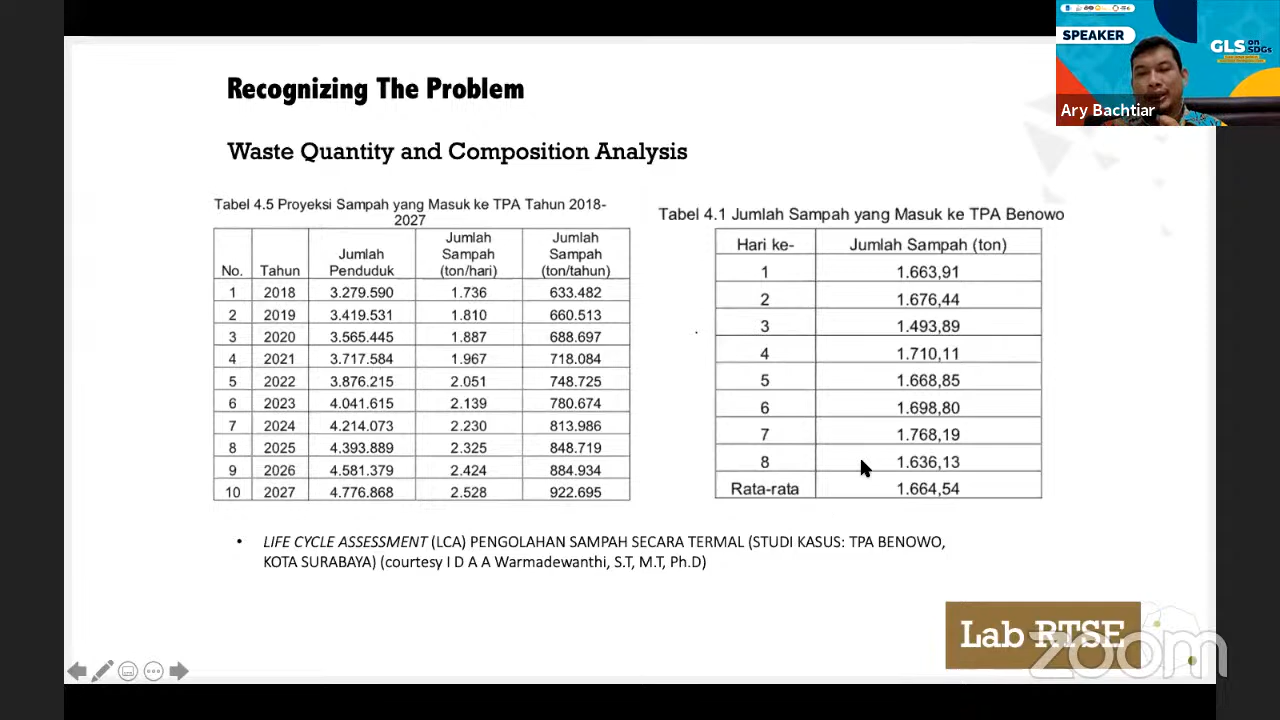 SPEAKER
GLS on SDGs
Ary Bachtiar
Recognizing The Problem
Waste Quantity and Composition Analysis
Tabel 4.5 Proyeksi Sampah yang Masuk ke TPA Tahun 2018-
2027
No. Tahun Jumlah Penduduk Jumlah Sampah (ton/hari) Jumlah Sampah (ton/tahun)
1 2018 3.279.590 1.736 633.482
2 2019 3.419.531 1.810 660.513
3 2020 3.565.445 1.887 688.697
4 2021 3.717.584 1.967 718.084
5 2022 3.876.215 2.051 748.725
6 2023 4.041.615 2.139 780.674
7 2024 4.214.073 2.230 813.986
8 2025 4.393.889 2.325 848.719
9 2026 4.581.379 2.424 884.934
10 2027 4.776.868 2.528 922.695
Tabel 4.1 Jumlah Sampah yang Masuk ke TPA Benowo
Hari ke- Jumlah Sampah (ton)
1 1.663,91
2 1.676,44
3 1.493,89
4 1.710,11
5 1.668,85
6 1.698,80
7 1.768,19
8 1.636,13
Rata-rata 1.664,54
• LIFE CYCLE ASSESSMENT (LCA) PENGOLAHAN SAMPAH SECARA TERMAL (STUDI KASUS: TPA BENOWO,
KOTA SURABAYA) (courtesy I D A A Warmadewanthi, S.T, M.T, Ph.D)
Lab RTSE
zoom